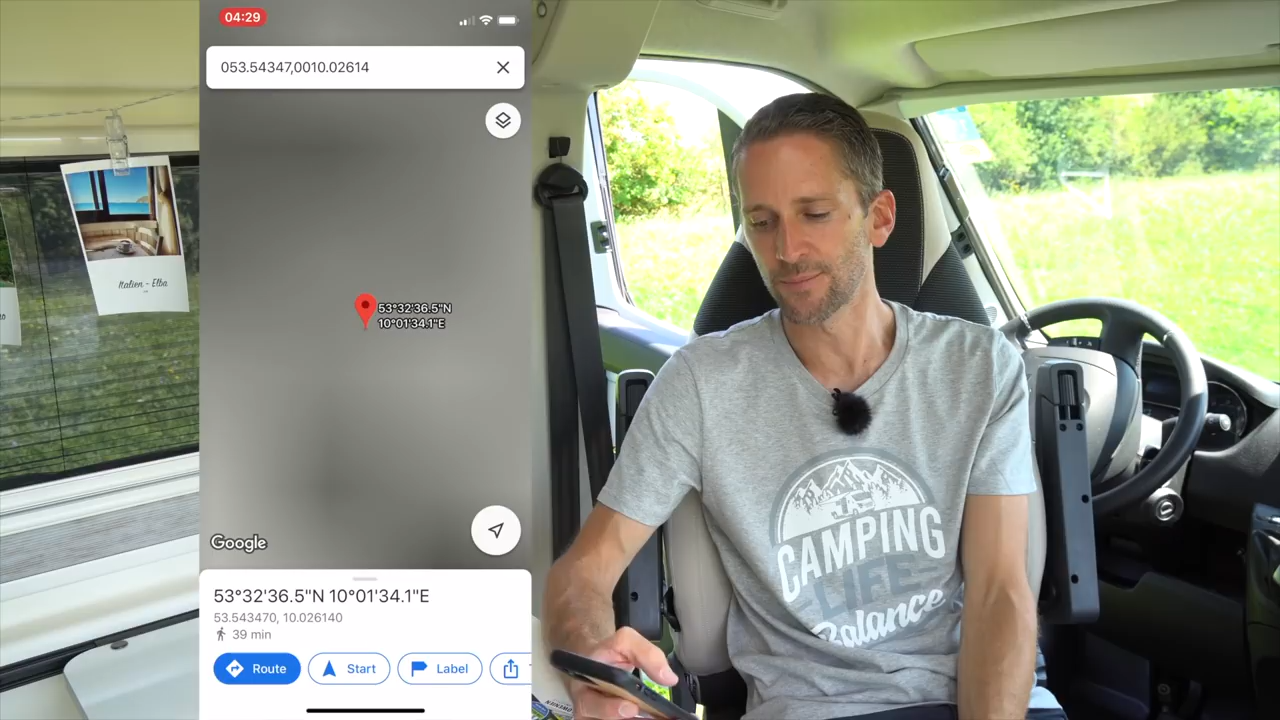 04:29
053.54347,0010.02614
53°32'36.5"N
10°01'34.1"E
Google
53°32'36.5"N 10°01'34.1"E
53.543470, 10.026140
39 min
Route
Start
Label
Italien - Elba
CAMPING
LIFE
Balance